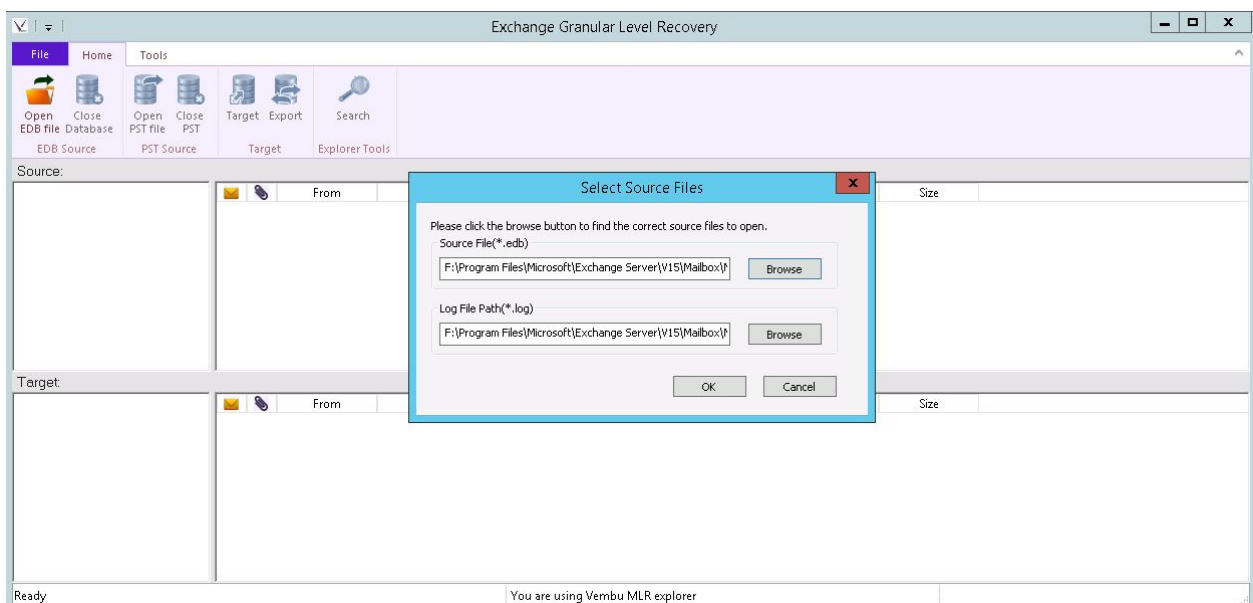 Exchange Granular Level Recovery
File Home Tools
Open EDB file
Close Database
Open PST file
Close PST
Target
Export
Search
EDB Source
PST Source
Target
Explorer Tools
Source:
From
Size
Select Source Files
Please click the browse button to find the correct source files to open.
Source File(*.edb)
F:\Program Files\Microsoft\Exchange Server\V15\Mailbox\
Browse
Log File Path(*.log)
F:\Program Files\Microsoft\Exchange Server\V15\Mailbox\
Browse
OK Cancel
Target:
From
Size
Ready
You are using Vembu MLR explorer